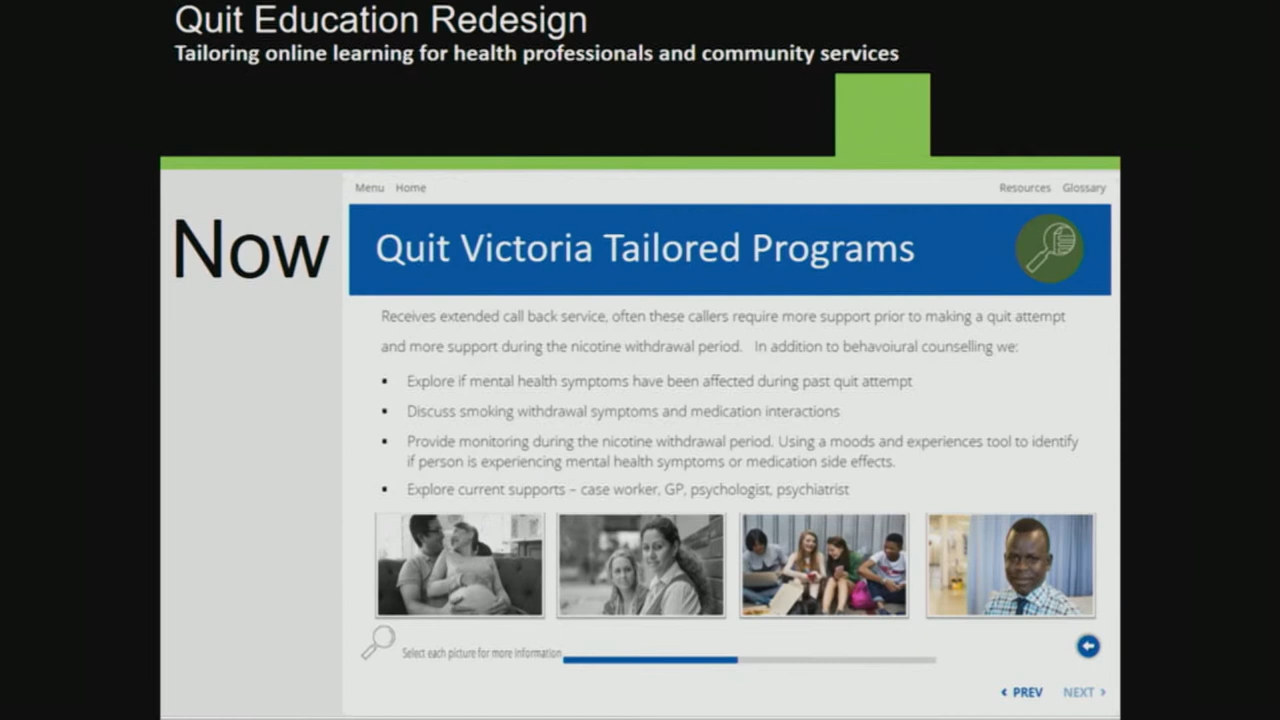 Quit Education Redesign
Tailoring online learning for health professionals and community services
Now
Menu Home
Resources Glossary
Quit Victoria Tailored Programs
Receives extended call back service, often these callers require more support prior to making a quit attempt
and more support during the nicotine withdrawal period. In addition to behavoiural counselling we:
▪ Explore if mental health symptoms have been affected during past quit attempt
▪ Discuss smoking withdrawal symptoms and medication interactions
▪ Provide monitoring during the nicotine withdrawal period. Using a moods and experiences tool to identify
if person is experiencing mental health symptoms or medication side effects.
▪ Explore current supports – case worker, GP, psychologist, psychiatrist
Select each picture for more information
PREV NEXT